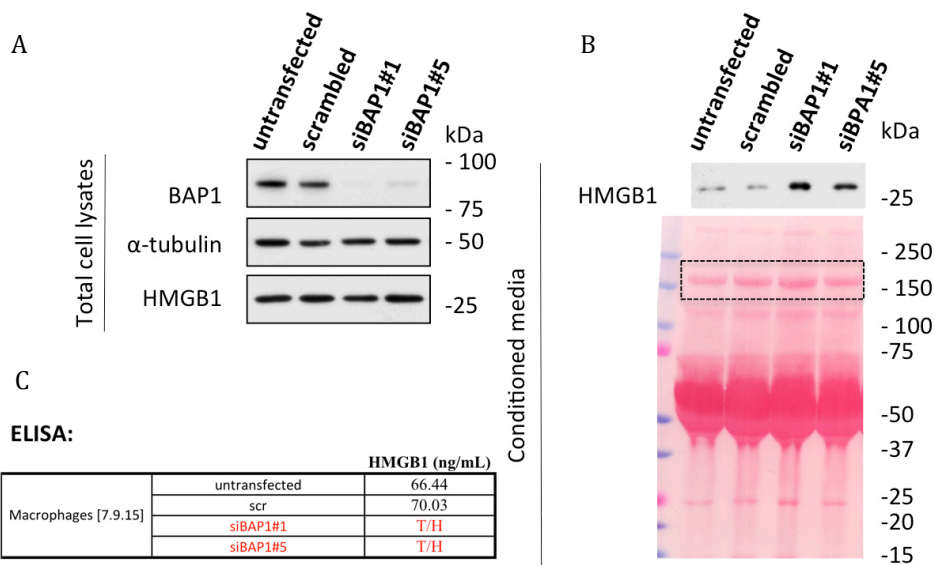 A
untransfected
scrambled
siBAP1#1
siBAP1#5
kDa
Total cell lysates
BAP1
α-tubulin
HMGB1
- 100
- 75
- 50
-25
B
untransfected
scrambled
siBAP1#1
siBPA1#5
kDa
Conditioned media
HMGB1
-25
- 250
- 150
- 100
-75
-50
-37
-25
-20
-15
C
ELISA:
HMGB1 (ng/mL)
Macrophages [7.9.15]
untransfected 66.44
scr 70.03
siBAP1#1 T/H
siBAP1#5 T/H